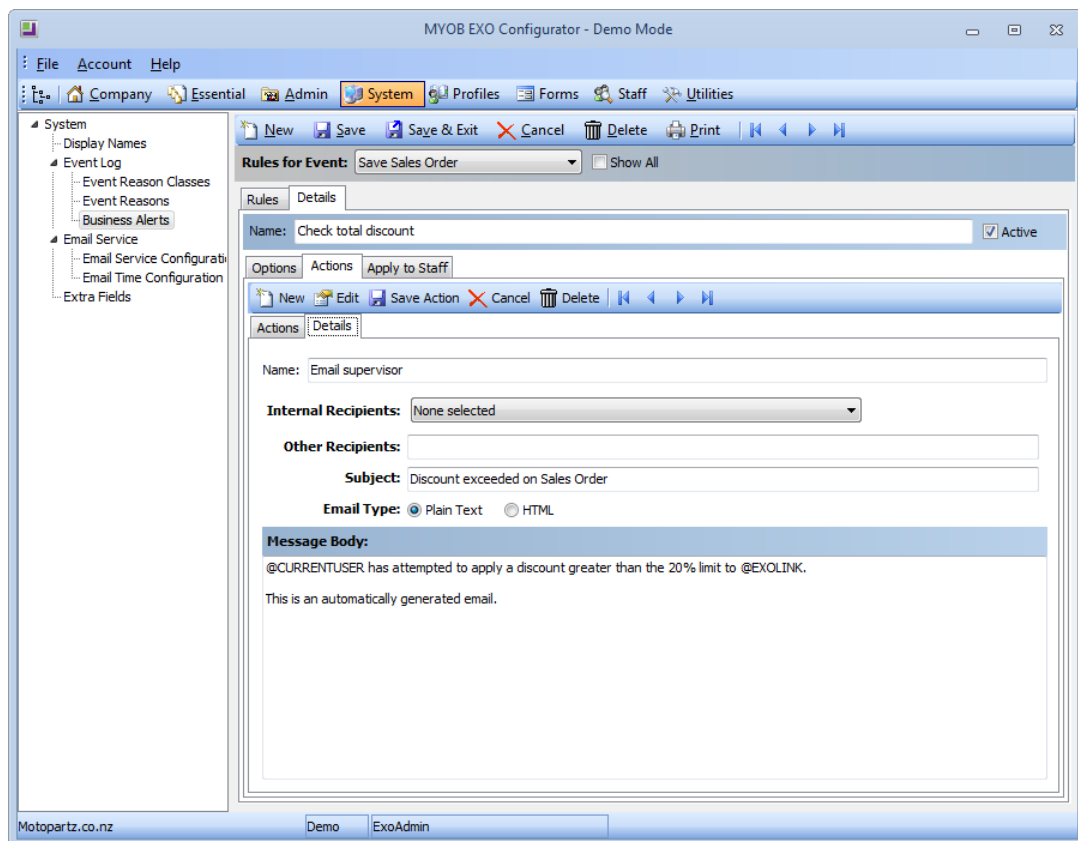 MYOB EXO Configurator - Demo Mode
File Account Help
Company Essential Admin System Profiles Forms Staff Utilities
System
Display Names
Event Log
Event Reason Classes
Event Reasons
Business Alerts
Email Service
Email Service Configurati
Email Time Configuration
Extra Fields
New Save Save & Exit Cancel Delete Print
Rules for Event: Save Sales Order Show All
Rules Details
Name: Check total discount Active
Options Actions Apply to Staff
New Edit Save Action Cancel Delete
Actions Details
Name: Email supervisor
Internal Recipients: None selected
Other Recipients:
Subject: Discount exceeded on Sales Order
Email Type: Plain Text HTML
Message Body:
@CURRENTUSER has attempted to apply a discount greater than the 20% limit to @EXOLINK.
This is an automatically generated email.
Motopartz.co.nz Demo ExoAdmin